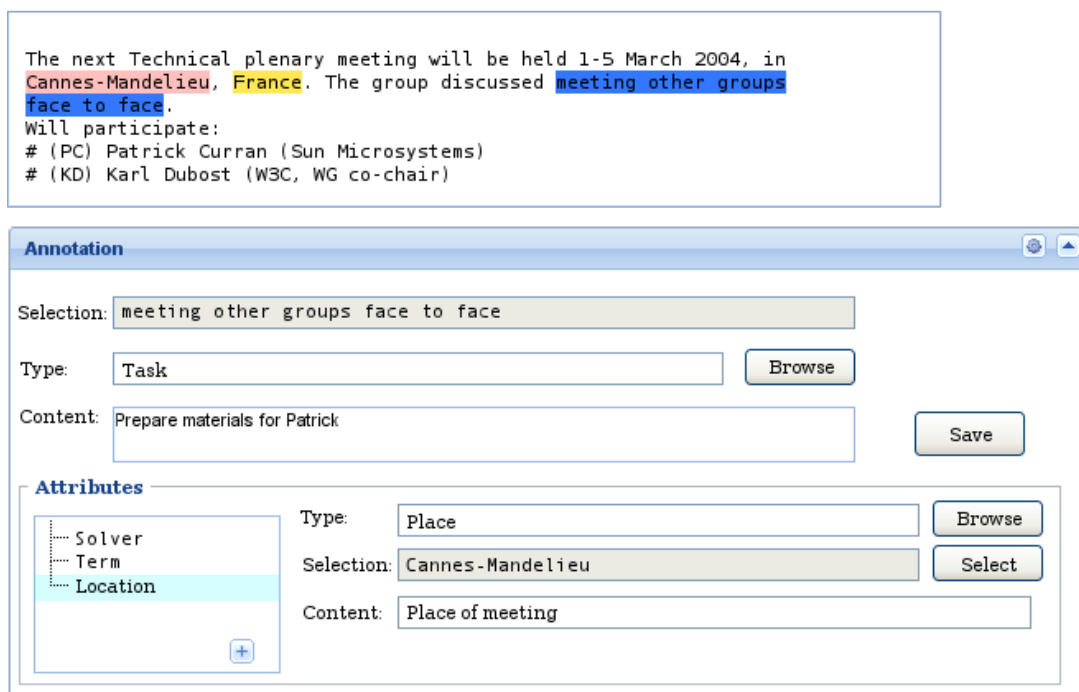 The next Technical plenary meeting will be held 1-5 March 2004, in
Cannes-Mandelieu, France. The group discussed meeting other groups
face to face.
Will participate:
# (PC) Patrick Curran (Sun Microsystems)
# (KD) Karl Dubost (W3C, WG co-chair)
Annotation
Selection: meeting other groups face to face
Type: Task Browse
Content: Prepare materials for Patrick
Save
Attributes
Solver
Term
Location
Type: Place Browse
Selection: Cannes-Mandelieu Select
Content: Place of meeting